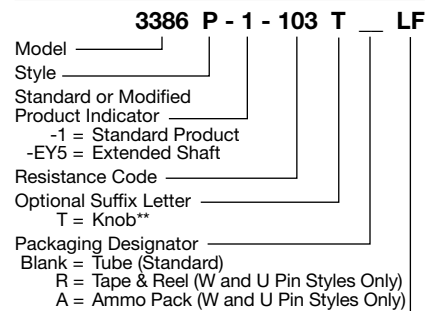 3386 P - 1 - 103 T __ LF
Model
Style
Standard or Modified
Product Indicator
-1 = Standard Product
-EY5 = Extended Shaft
Resistance Code
Optional Suffix Letter
T = Knob**
Packaging Designator
Blank = Tube (Standard)
R = Tape & Reel (W and U Pin Styles Only)
A = Ammo Pack (W and U Pin Styles Only)